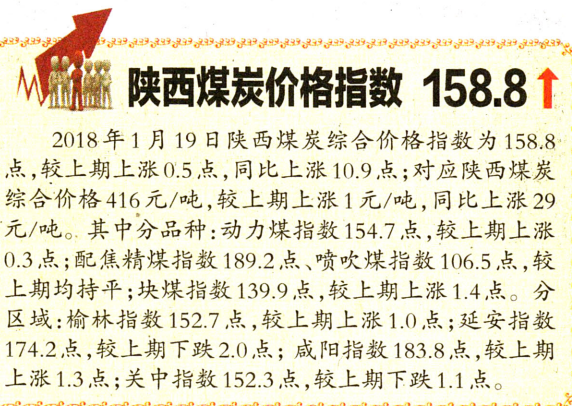 陕西煤炭价格指数 158.8↑
2018年1月19日陕西煤炭综合价格指数为158.8
点,较上期上涨0.5点,同比上涨10.9点;对应陕西煤炭
综合价格416元/吨,较上期上涨1元/吨,同比上涨29
元/吨。其中分品种:动力煤指数154.7点,较上期上涨
0.3点;配焦精煤指数189.2点、喷吹煤指数106.5点,较
上期均持平;块煤指数139.9点,较上期上涨1.4点。分
区域:榆林指数152.7点,较上期上涨1.0点;延安指数
174.2点,较上期下跌2.0点;咸阳指数183.8点,较上期
上涨1.3点;关中指数152.3点,较上期下跌1.1点。